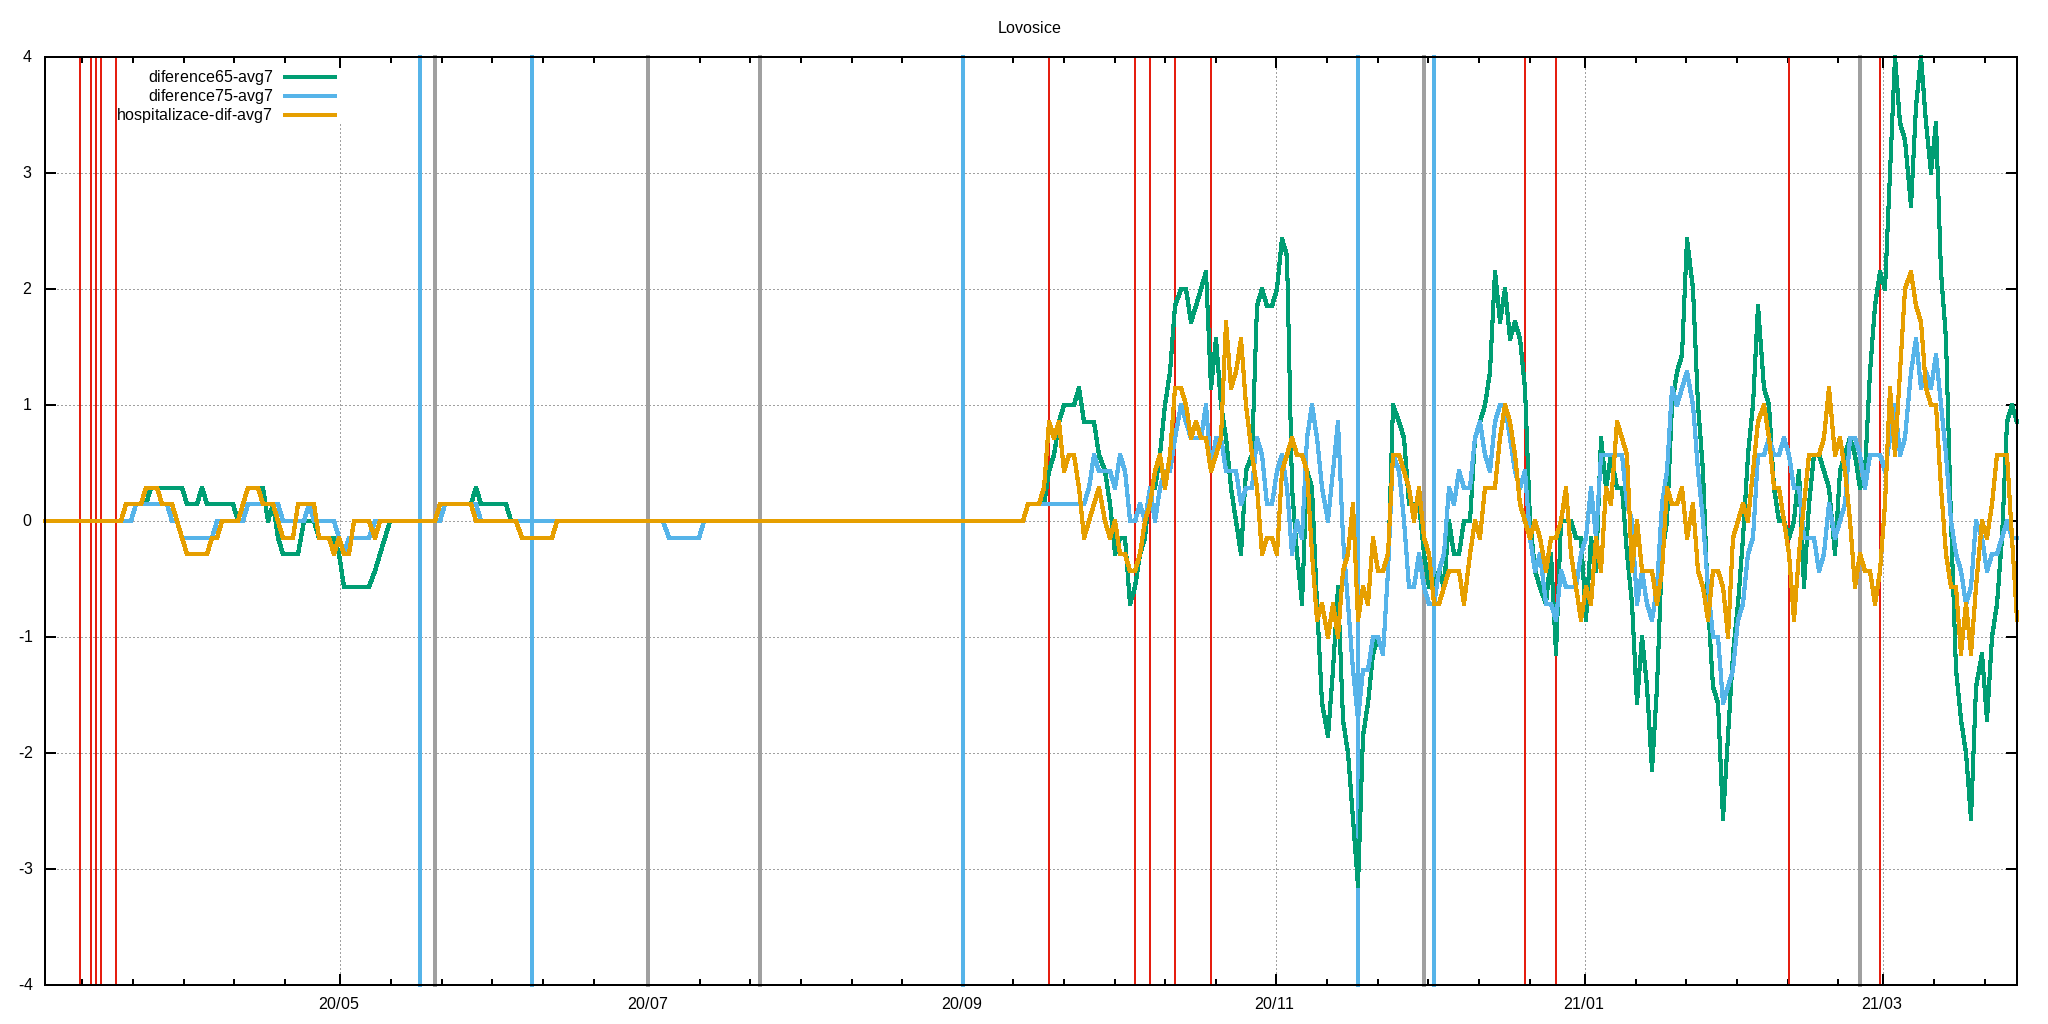 Lovosice
diference65-avg7
diference75-avg7
hospitalizace-dif-avg7
4
3
2
1
0
-1
-2
-3
-4
20/05 20/07 20/09 20/11 21/01 21/03